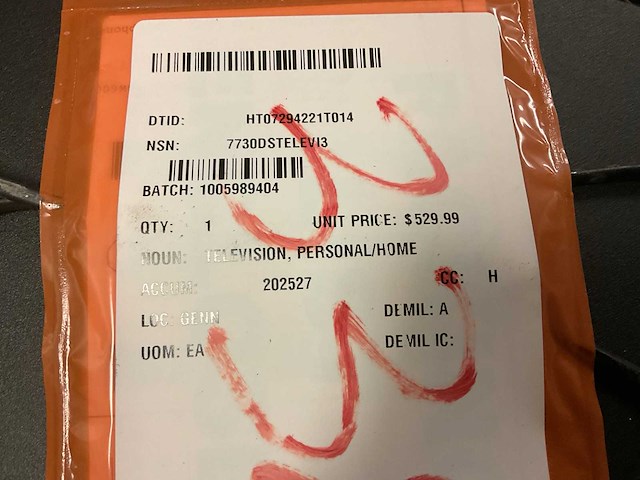 DTID: HT07294221T014
NSN: 7730DSTELEVI3
BATCH: 1005989404
QTY: 1 UNIT PRICE: $529.99
NOUN: TELEVISION, PERSONAL/HOME
ACCUM: 202527 CC: H
LOC: GENN DEMIL: A
UOM: EA DEMIL IC: